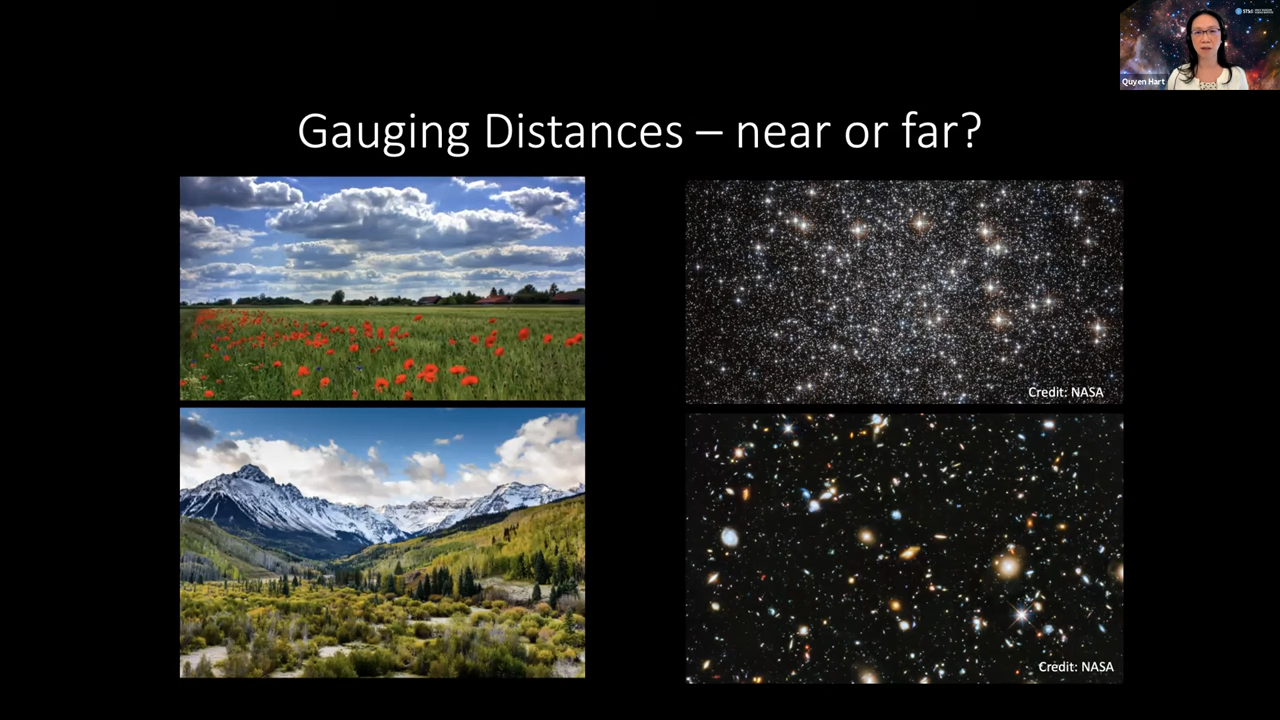 Gauging Distances – near or far?
Quyen Hart
Credit: NASA
Credit: NASA